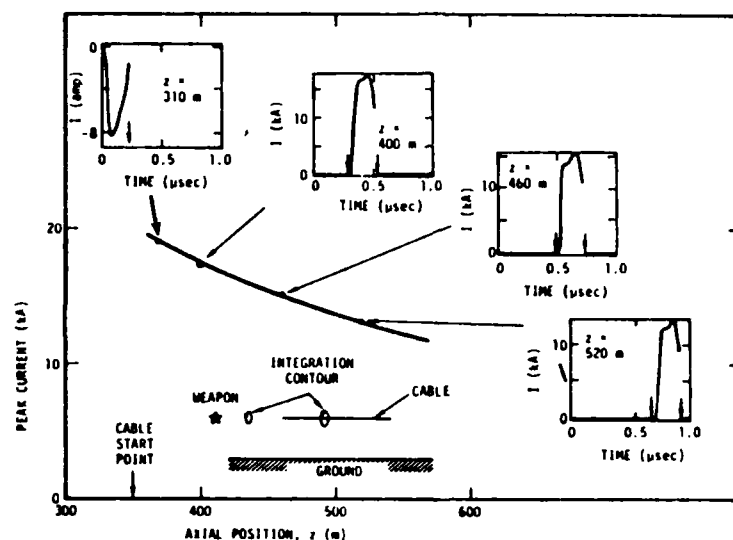 0
I (amp)
-8
z =
310 m
0
0.5
1.0
TIME (μsec)
I (kA)
10
0
z =
400 m
0
0.5
1.0
TIME (μsec)
I (kA)
10
0
z =
460 m
0
0.5
1.0
TIME (μsec)
I (kA)
10
0
z =
520 m
0
0.5
1.0
TIME (μsec)
PEAK CURRENT (kA)
20
10
0
INTEGRATION
CONTOUR
WEAPON
CABLE
CABLE
START
POINT
GROUND
300
400
500
600
AXIAL POSITION, z (m)